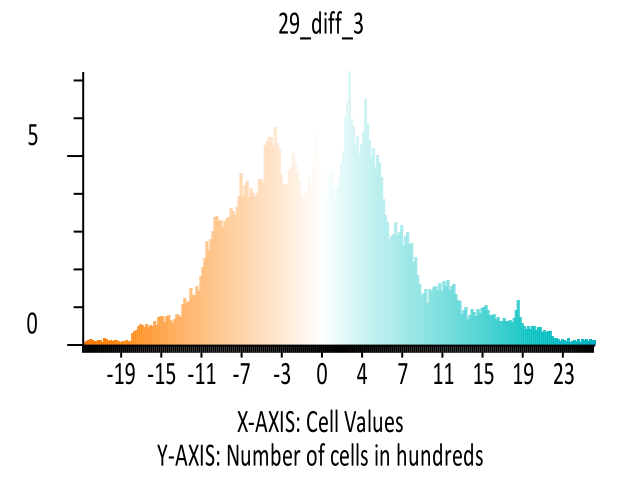 29_diff_3
5
0
-19 -15 -11 -7 -3 0 4 7 11 15 19 23
X-AXIS: Cell Values
Y-AXIS: Number of cells in hundreds